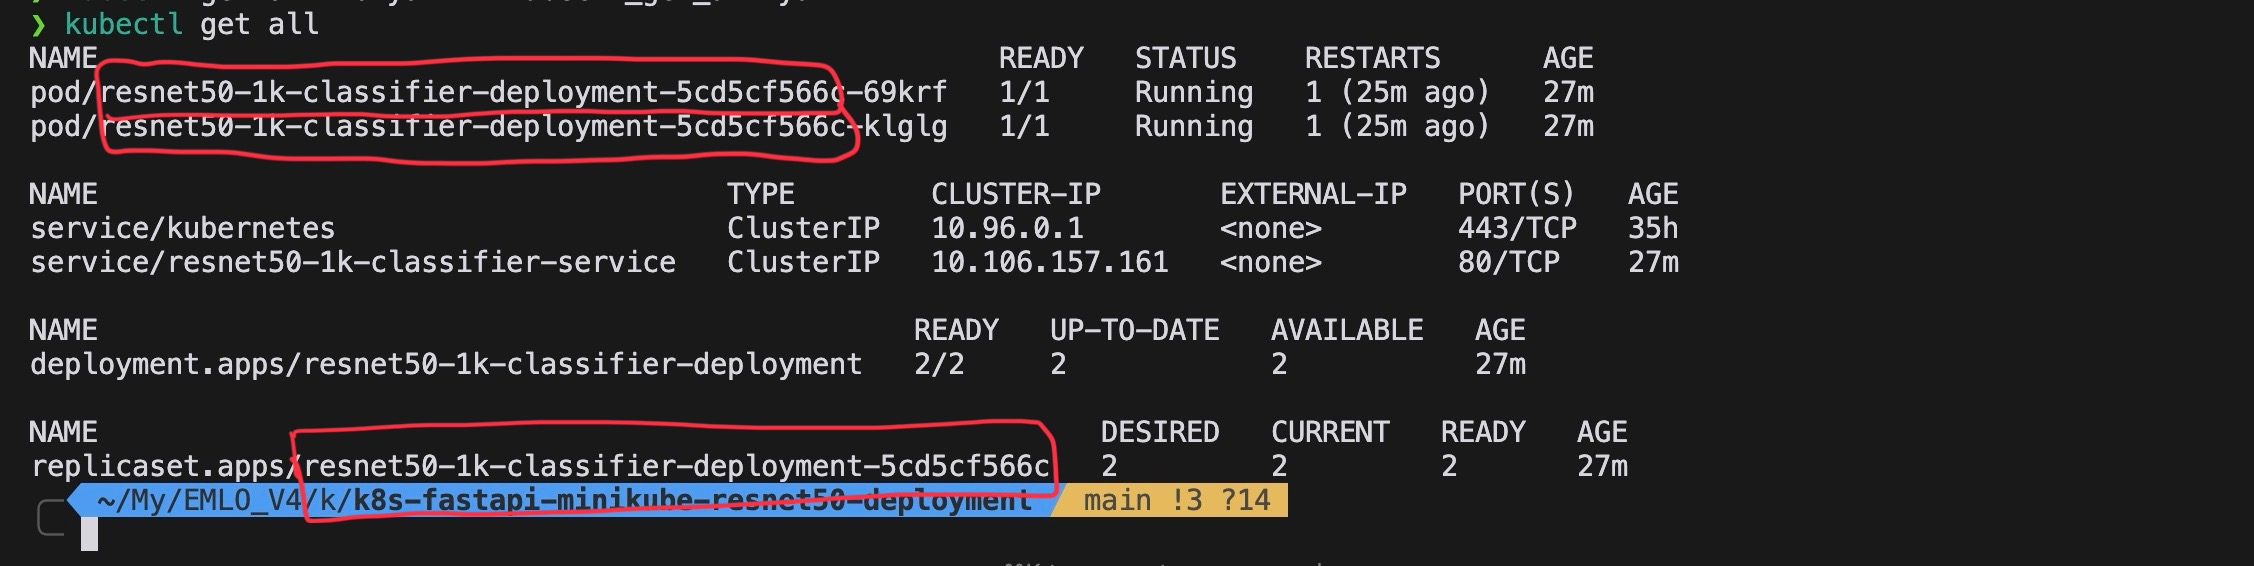 ❯ kubectl get all
NAME READY STATUS RESTARTS AGE
pod/resnet50-1k-classifier-deployment-5cd5cf566c-69krf 1/1 Running 1 (25m ago) 27m
pod/resnet50-1k-classifier-deployment-5cd5cf566c-klglg 1/1 Running 1 (25m ago) 27m
NAME TYPE CLUSTER-IP EXTERNAL-IP PORT(S) AGE
service/kubernetes ClusterIP 10.96.0.1 <none> 443/TCP 35h
service/resnet50-1k-classifier-service ClusterIP 10.106.157.161 <none> 80/TCP 27m
NAME READY UP-TO-DATE AVAILABLE AGE
deployment.apps/resnet50-1k-classifier-deployment 2/2 2 2 27m
NAME DESIRED CURRENT READY AGE
replicaset.apps/resnet50-1k-classifier-deployment-5cd5cf566c 2 2 2 27m
~/My/EMLO_V4/k/k8s-fastapi-minikube-resnet50-deployment main !3 ?14